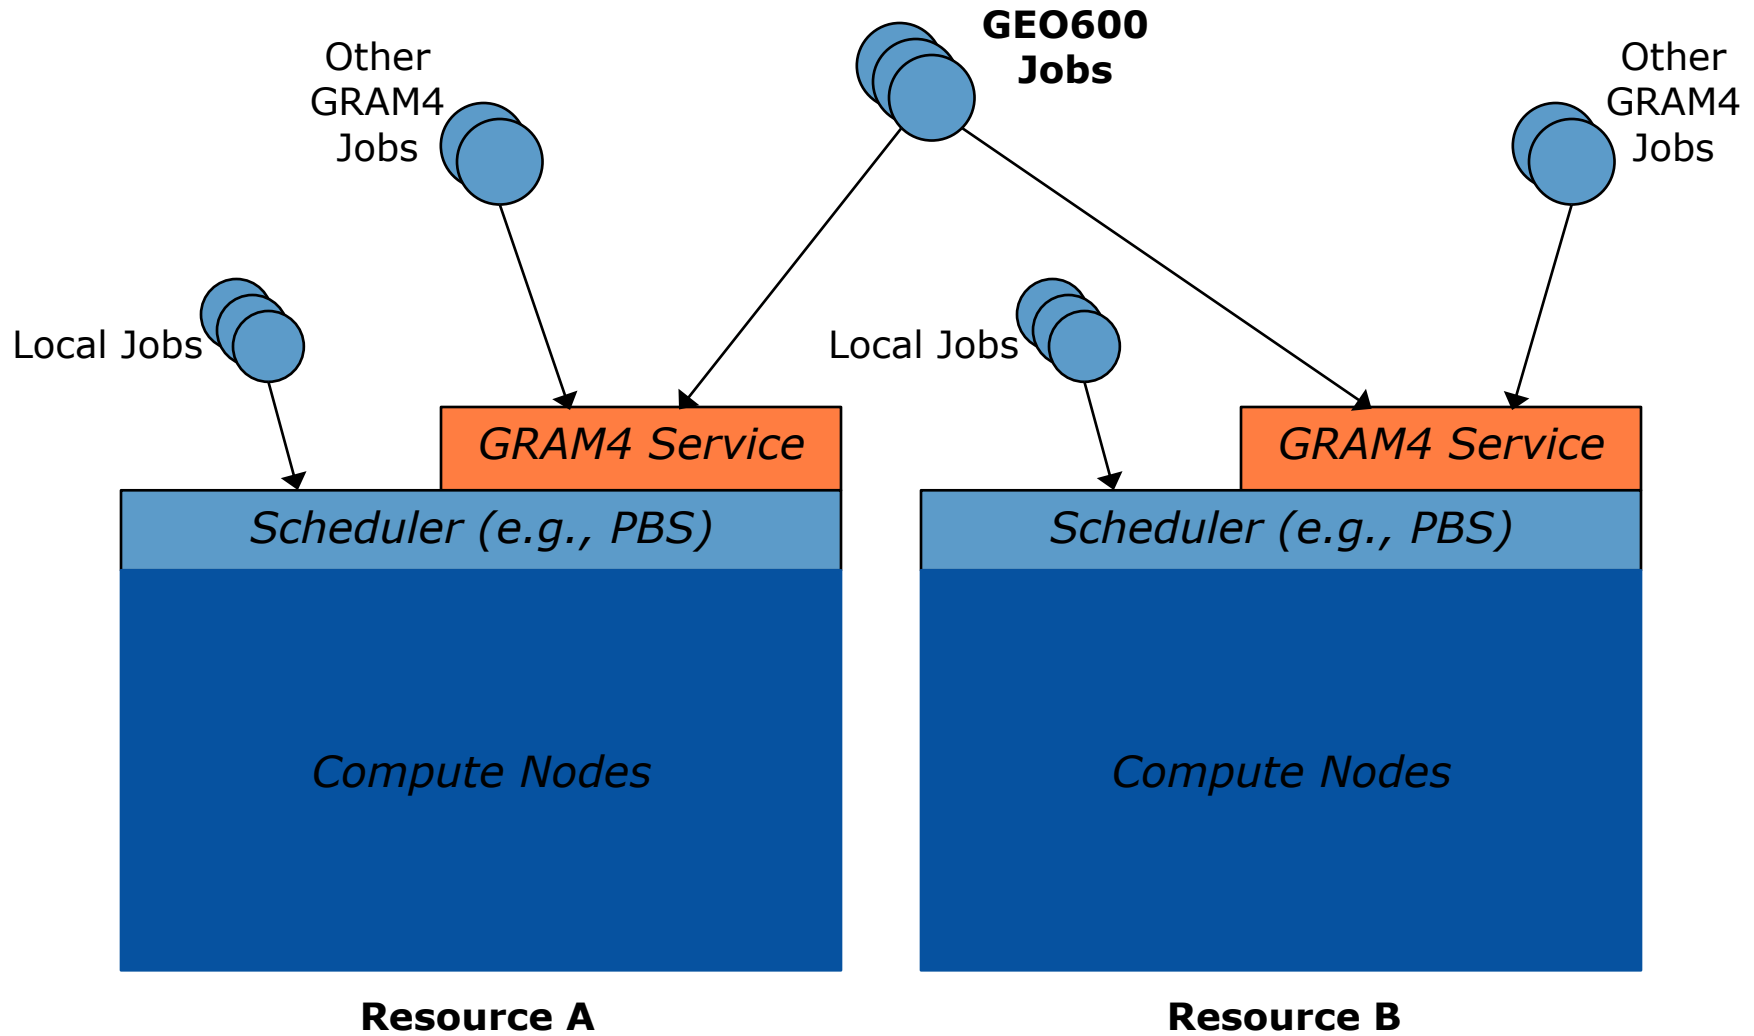 GEO600
Jobs
Other
GRAM4
Jobs
Other
GRAM4
Jobs
Local Jobs
Local Jobs
GRAM4 Service
GRAM4 Service
Scheduler (e.g., PBS)
Scheduler (e.g., PBS)
Compute Nodes
Compute Nodes
Resource A
Resource B